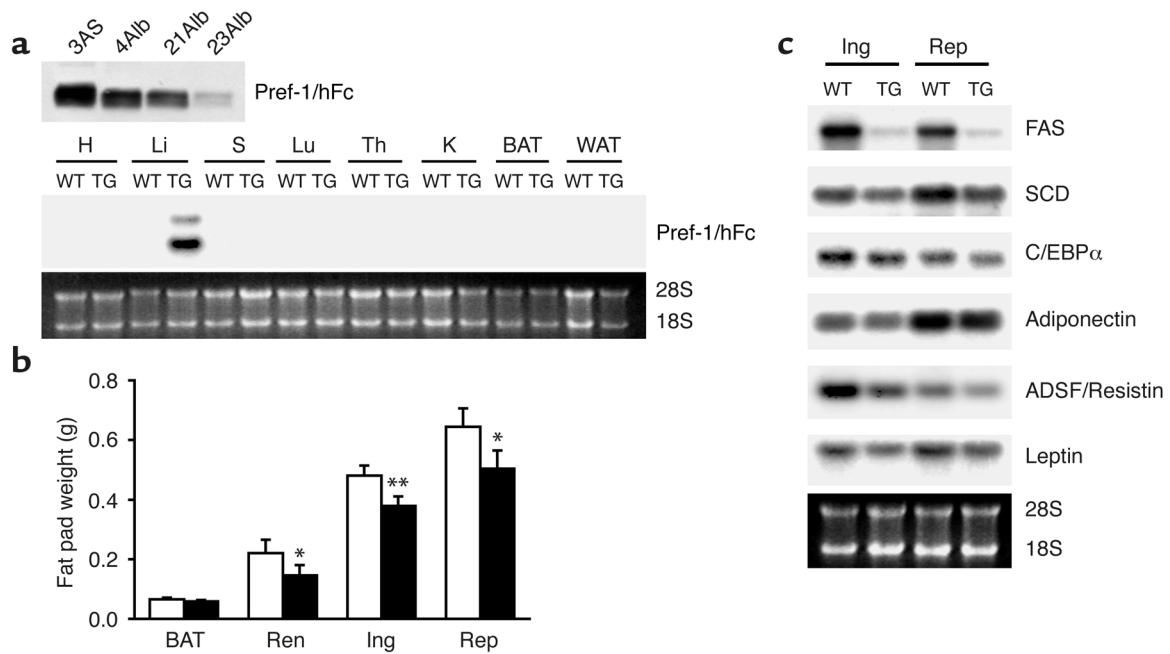 a
3AS 4Alb 21Alb 23Alb
Pref-1/hFc
H Li S Lu Th K BAT WAT
WT TG WT TG WT TG WT TG WT TG WT TG WT TG WT TG
Pref-1/hFc
28S
18S
b
Fat pad weight (g)
0.8
0.6
0.4
0.2
0.0
* ** *
BAT Ren Ing Rep
c
Ing Rep
WT TG WT TG
FAS
SCD
C/EBPα
Adiponectin
ADSF/Resistin
Leptin
28S
18S